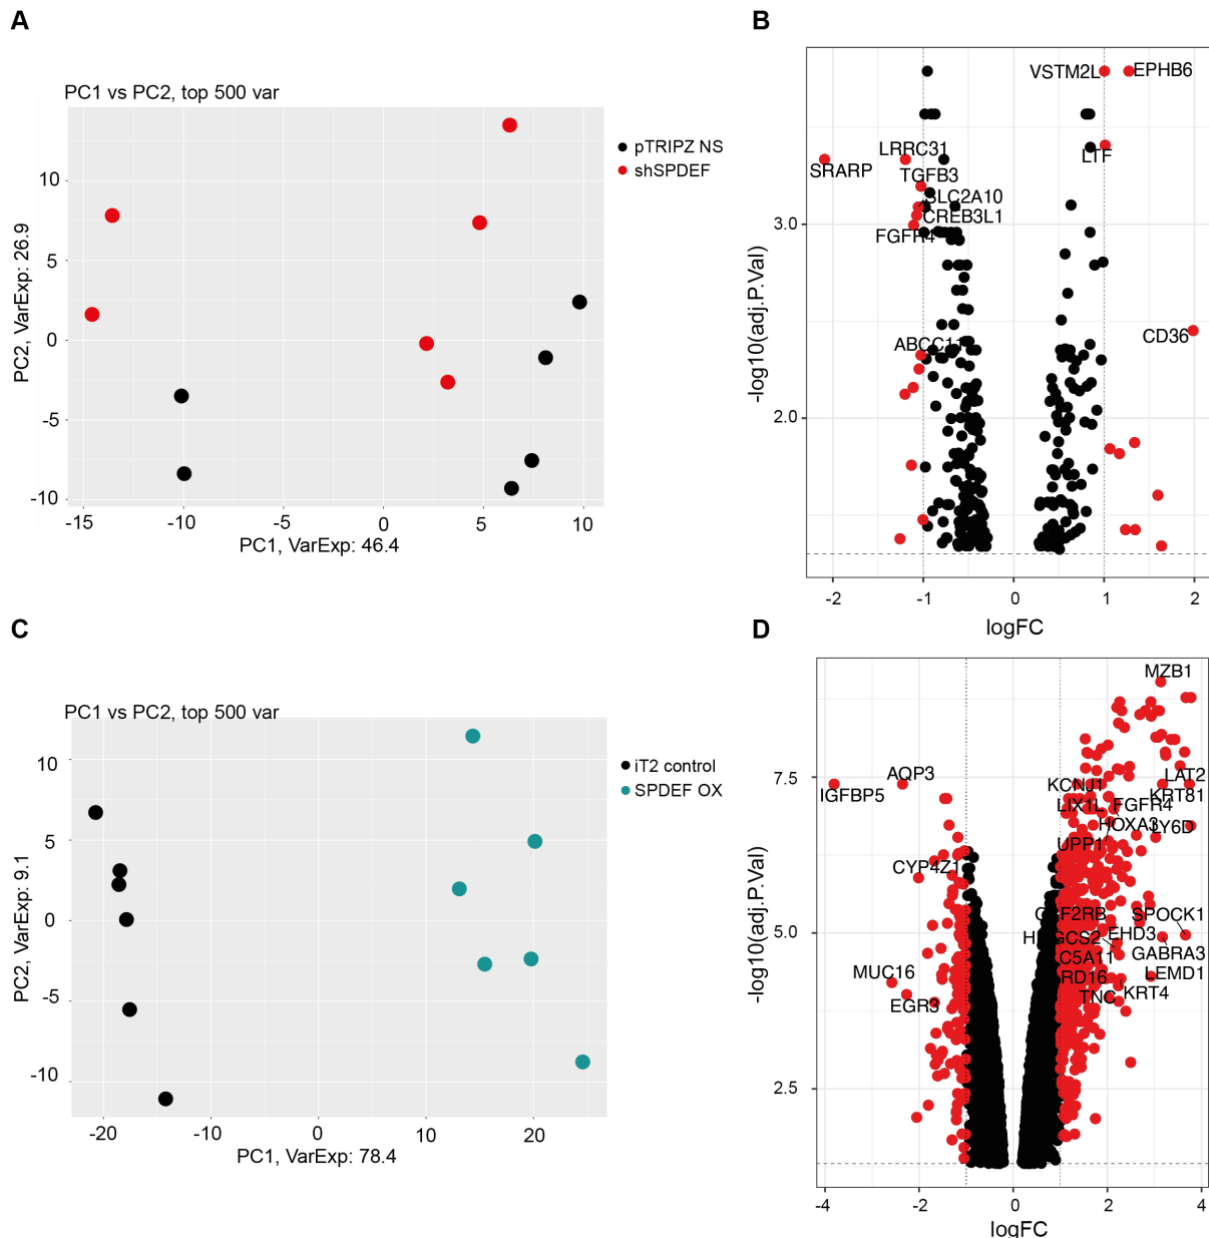 A
PC1 vs PC2, top 500 var
10
5
0
-5
-10
PC2, VarExp: 26.9
-15
-10
-5
0
5
10
PC1, VarExp: 46.4
pTRIPZ NS
shSPDEF
B
VSTM2L
EPHB6
LTF
LRRC31
SRARP
TGFB3
SLC2A10
CREB3L1
FGFR4
CD36
ABCC11
3.0
2.0
-log10(adj.P.Val)
-2
-1
0
1
2
logFC
C
PC1 vs PC2, top 500 var
10
5
0
-5
-10
PC2, VarExp: 9.1
-20
-10
0
10
20
PC1, VarExp: 78.4
iT2 control
SPDEF OX
D
MZB1
LAT2
AQP3
KCNJ1
IGFBP5
KRT81
LIX1L
FGFR4
HOXA3
LY6D
UPP1
CYP4Z1
CSF2RB
SPOCK1
EHD3
GABRA3
C5A11
MUC16
RD16
LEMD1
EGR3
TNC
KRT4
7.5
5.0
2.5
-log10(adj.P.Val)
-4
-2
0
2
4
logFC